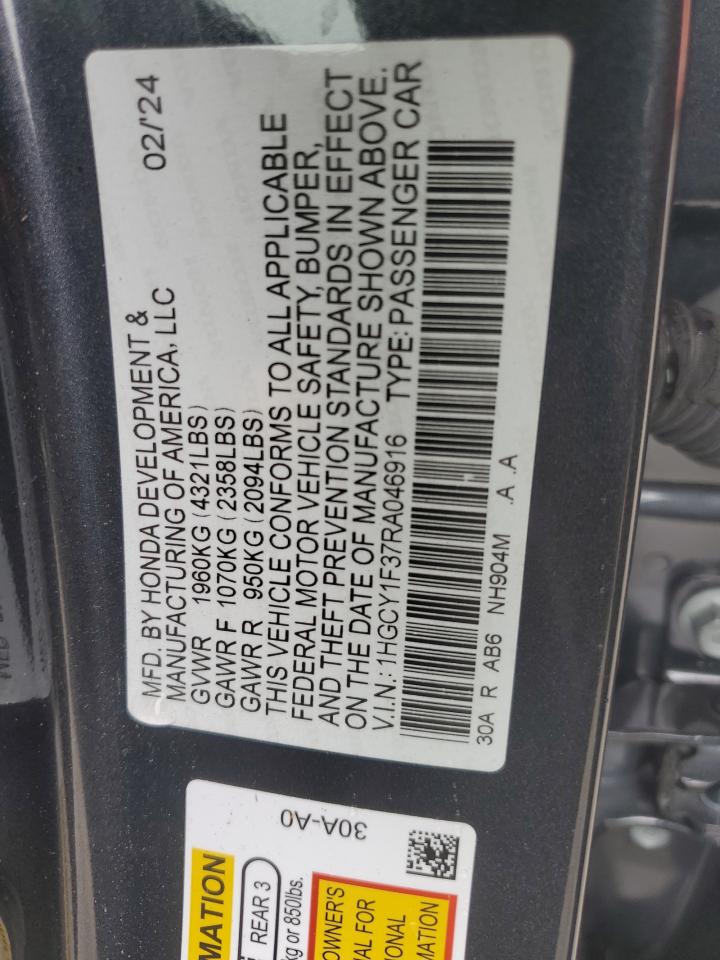 MFD. BY HONDA DEVELOPMENT &
MANUFACTURING OF AMERICA, LLC 02/'24
GVWR 1960KG (4321LBS)
GAWR F 1070KG (2358LBS)
GAWR R 950KG (2094LBS)
THIS VEHICLE CONFORMS TO ALL APPLICABLE
FEDERAL MOTOR VEHICLE SAFETY, BUMPER,
AND THEFT PREVENTION STANDARDS IN EFFECT
ON THE DATE OF MANUFACTURE SHOWN ABOVE.
V.I.N.: 1HGCY1F37RA046916 TYPE: PASSENGER CAR
30A R AB6 NH904M .A .A
30A-A0
MATION
REAR 3
kg or 850lbs.
OWNER'S
AL FOR
IONAL
MATION